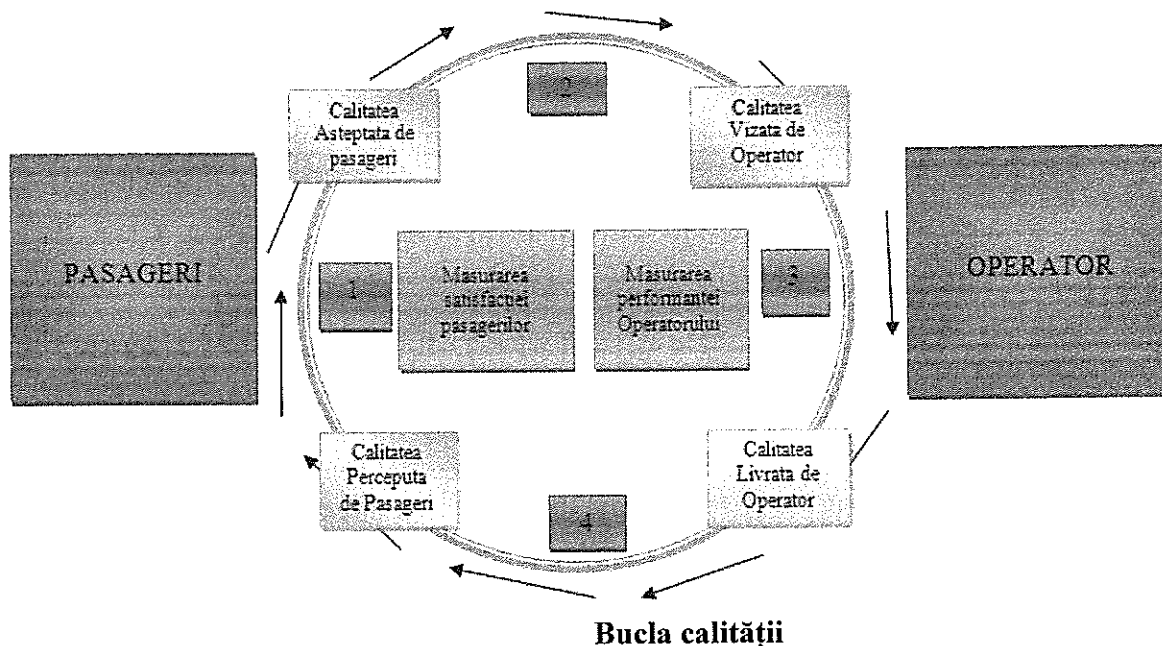 2
Calitatea
Asteptata de
pasageri
Calitatea
Vizata de
Operator
PASAGERI
1
Masurarea
satisfactiei
pasagerilor
Masurarea
performantei
Operatorului
3
OPERATOR
Calitatea
Perceputa
de Pasageri
4
Calitatea
Livrata de
Operator
Bucla calității